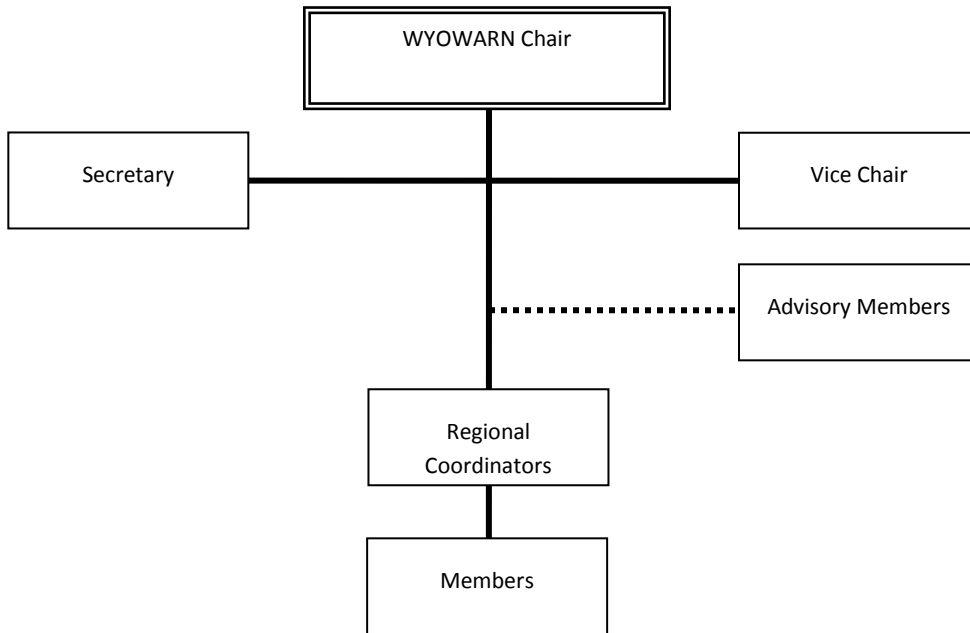 WYOWARN Chair
Secretary
Vice Chair
Advisory Members
Regional
Coordinators
Members